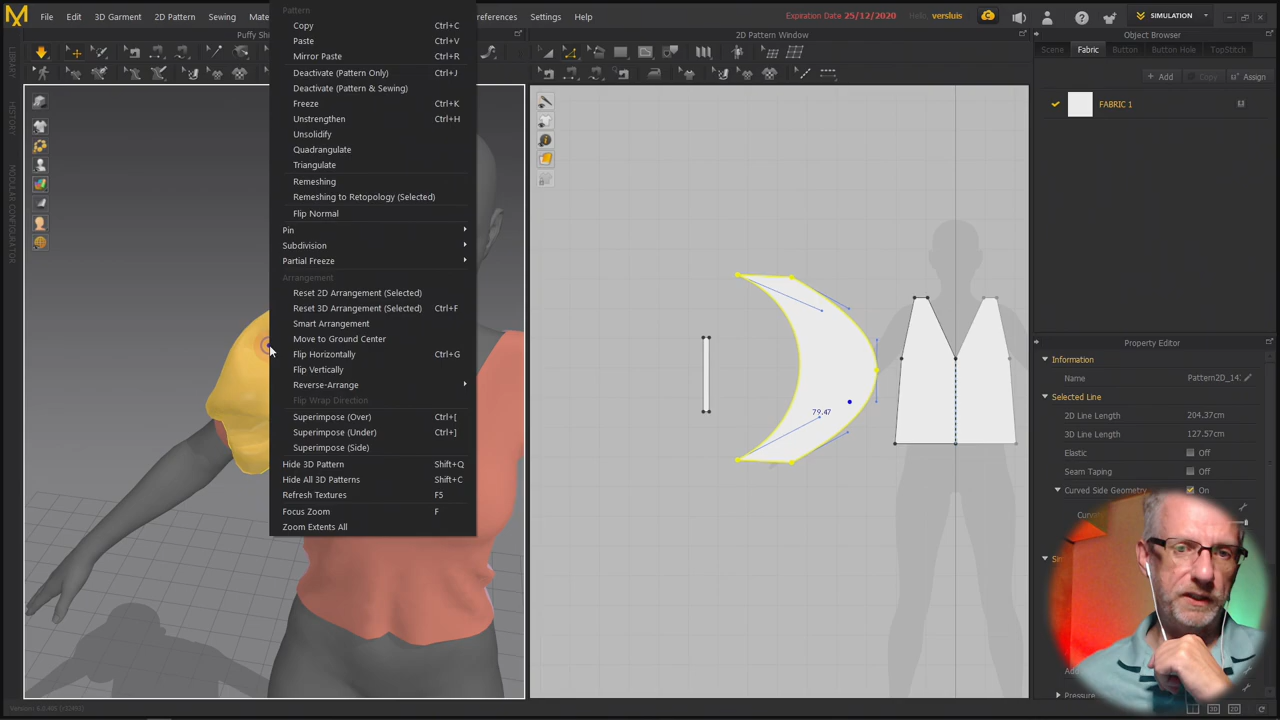 File Edit 3D Garment 2D Pattern Sewing references Settings Help
Expiration Date 25/12/2020 Hello, versluis
SIMULATION
LIBRARY
HISTORY
MODULAR CONFIGURATOR
2D Pattern Window
Object Browser
Scene Fabric Button Button Hole TopStitch
+ Add Copy Assign
FABRIC 1
Pattern
Copy Ctrl+C
Paste Ctrl+V
Mirror Paste Ctrl+R
Deactivate (Pattern Only) Ctrl+J
Deactivate (Pattern & Sewing)
Freeze Ctrl+K
Unstrengthen Ctrl+H
Unsolidify
Quadrangulate
Triangulate
Remeshing
Remeshing to Retopology (Selected)
Flip Normal
Pin
Subdivision
Partial Freeze
Arrangement
Reset 2D Arrangement (Selected)
Reset 3D Arrangement (Selected) Ctrl+F
Smart Arrangement
Move to Ground Center
Flip Horizontally Ctrl+G
Flip Vertically
Reverse-Arrange
Flip Wrap Direction
Superimpose (Over) Ctrl+[
Superimpose (Under) Ctrl+]
Superimpose (Side)
Hide 3D Pattern Shift+Q
Hide All 3D Patterns Shift+C
Refresh Textures F5
Focus Zoom F
Zoom Extents All
79.47
Property Editor
Information
Name Pattern2D_14
Selected Line
2D Line Length 204.37cm
3D Line Length 127.57cm
Elastic Off
Seam Taping Off
Curved Side Geometry On
Pressure